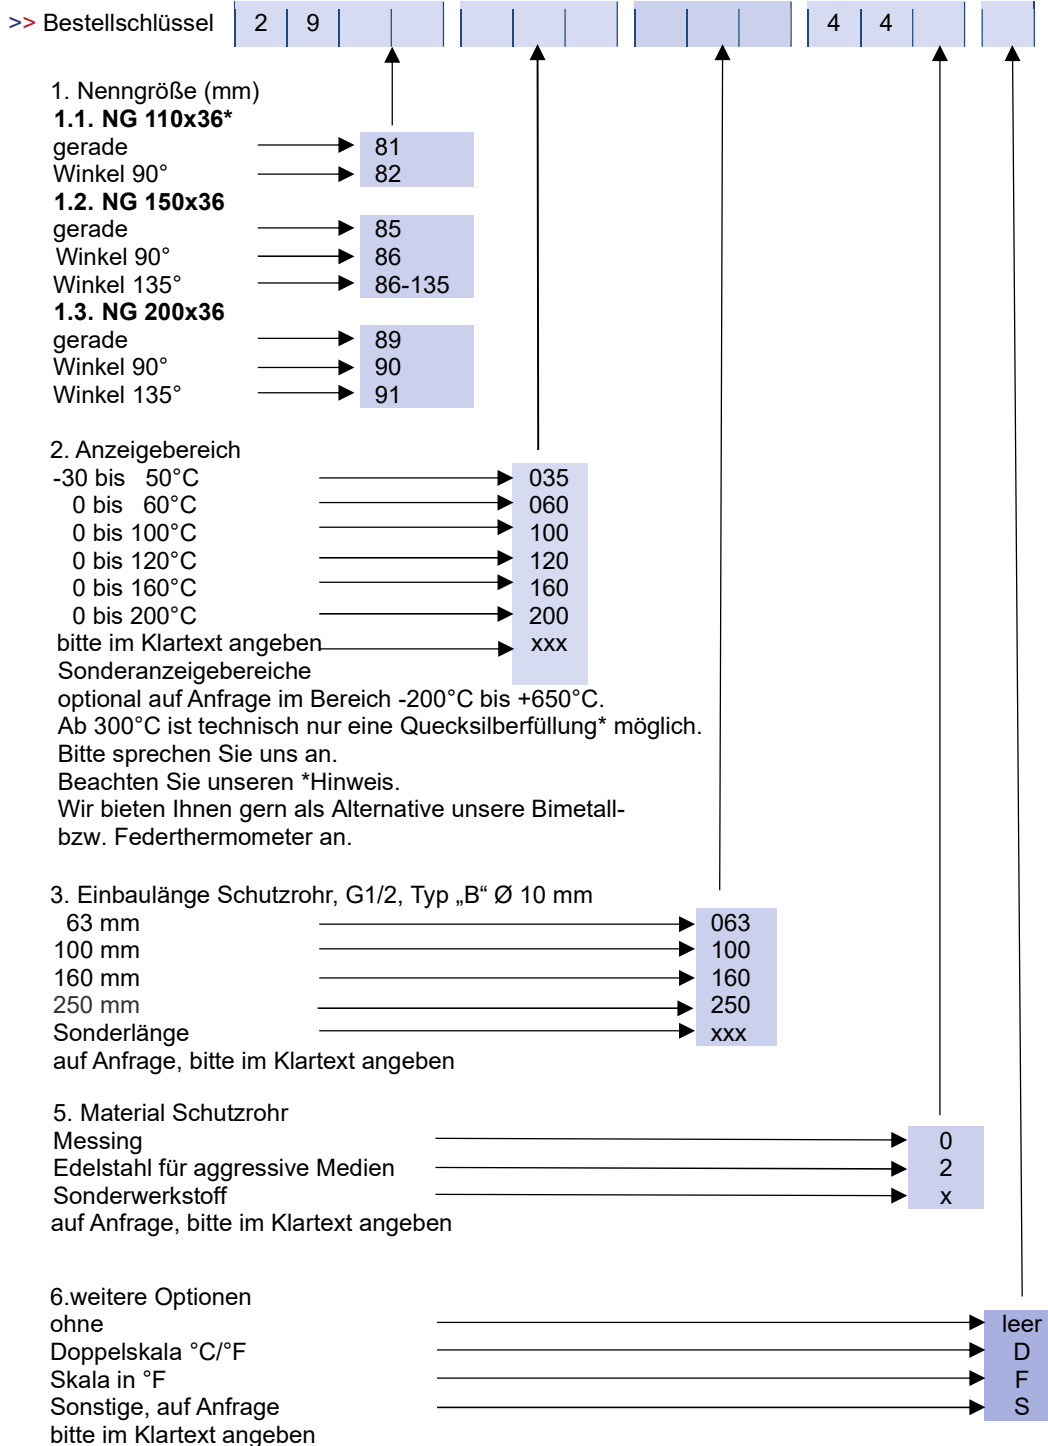 >> Bestellschlüssel 2 9 4 4
1. Nenngröße (mm)
1.1. NG 110x36*
gerade 81
Winkel 90° 82
1.2. NG 150x36
gerade 85
Winkel 90° 86
Winkel 135° 86-135
1.3. NG 200x36
gerade 89
Winkel 90° 90
Winkel 135° 91
2. Anzeigebereich
-30 bis 50°C 035
0 bis 60°C 060
0 bis 100°C 100
0 bis 120°C 120
0 bis 160°C 160
0 bis 200°C 200
bitte im Klartext angeben xxx
Sonderanzeigebereiche
optional auf Anfrage im Bereich -200°C bis +650°C.
Ab 300°C ist technisch nur eine Quecksilberfüllung* möglich.
Bitte sprechen Sie uns an.
Beachten Sie unseren *Hinweis.
Wir bieten Ihnen gern als Alternative unsere Bimetall-
bzw. Federthermometer an.
3. Einbaulänge Schutzrohr, G1/2, Typ „B“ Ø 10 mm
63 mm 063
100 mm 100
160 mm 160
250 mm 250
Sonderlänge xxx
auf Anfrage, bitte im Klartext angeben
5. Material Schutzrohr
Messing 0
Edelstahl für aggressive Medien 2
Sonderwerkstoff x
auf Anfrage, bitte im Klartext angeben
6.weitere Optionen
ohne leer
Doppelskala °C/°F D
Skala in °F F
Sonstige, auf Anfrage S
bitte im Klartext angeben